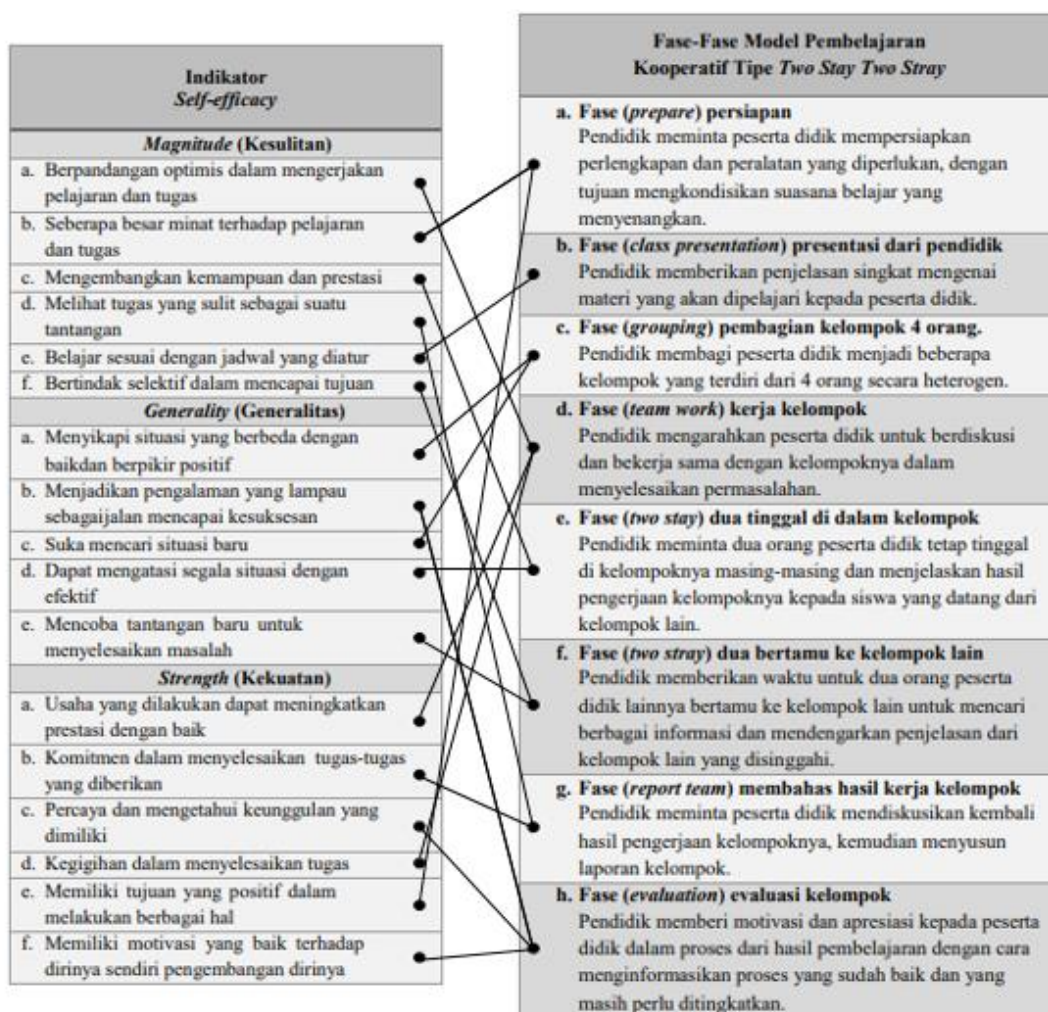 Indikator
Self-efficacy
Magnitude (Kesulitan)
a. Berpandangan optimis dalam mengerjakan
pelajaran dan tugas
b. Seberapa besar minat terhadap pelajaran
dan tugas
c. Mengembangkan kemampuan dan prestasi
d. Melihat tugas yang sulit sebagai suatu
tantangan
e. Belajar sesuai dengan jadwal yang diatur
f. Bertindak selektif dalam mencapai tujuan
Generality (Generalitas)
a. Menyikapi situasi yang berbeda dengan
baikdan berpikir positif
b. Menjadikan pengalaman yang lampau
sebagaijalan mencapai kesuksesan
c. Suka mencari situasi baru
d. Dapat mengatasi segala situasi dengan
efektif
e. Mencoba tantangan baru untuk
menyelesaikan masalah
Strength (Kekuatan)
a. Usaha yang dilakukan dapat meningkatkan
prestasi dengan baik
b. Komitmen dalam menyelesaikan tugas-tugas
yang diberikan
c. Percaya dan mengetahui keunggulan yang
dimiliki
d. Kegigihan dalam menyelesaikan tugas
e. Memiliki tujuan yang positif dalam
melakukan berbagai hal
f. Memiliki motivasi yang baik terhadap
dirinya sendiri pengembangan dirinya
Fase-Fase Model Pembelajaran
Kooperatif Tipe Two Stay Two Stray
a. Fase (prepare) persiapan
Pendidik meminta peserta didik mempersiapkan
perlengkapan dan peralatan yang diperlukan, dengan
tujuan mengkondisikan suasana belajar yang
menyenangkan.
b. Fase (class presentation) presentasi dari pendidik
Pendidik memberikan penjelasan singkat mengenai
materi yang akan dipelajari kepada peserta didik.
c. Fase (grouping) pembagian kelompok 4 orang.
Pendidik membagi peserta didik menjadi beberapa
kelompok yang terdiri dari 4 orang secara heterogen.
d. Fase (team work) kerja kelompok
Pendidik mengarahkan peserta didik untuk berdiskusi
dan bekerja sama dengan kelompoknya dalam
menyelesaikan permasalahan.
e. Fase (two stay) dua tinggal di dalam kelompok
Pendidik meminta dua orang peserta didik tetap tinggal
di kelompoknya masing-masing dan menjelaskan hasil
pengerjaan kelompoknya kepada siswa yang datang dari
kelompok lain.
f. Fase (two stray) dua bertamu ke kelompok lain
Pendidik memberikan waktu untuk dua orang peserta
didik lainnya bertamu ke kelompok lain untuk mencari
berbagai informasi dan mendengarkan penjelasan dari
kelompok lain yang disinggahi.
g. Fase (report team) membahas hasil kerja kelompok
Pendidik meminta peserta didik mendiskusikan kembali
hasil pengerjaan kelompoknya, kemudian menyusun
laporan kelompok.
h. Fase (evaluation) evaluasi kelompok
Pendidik memberi motivasi dan apresiasi kepada peserta
didik dalam proses dari hasil pembelajaran dengan cara
menginformasikan proses yang sudah baik dan yang
masih perlu ditingkatkan.